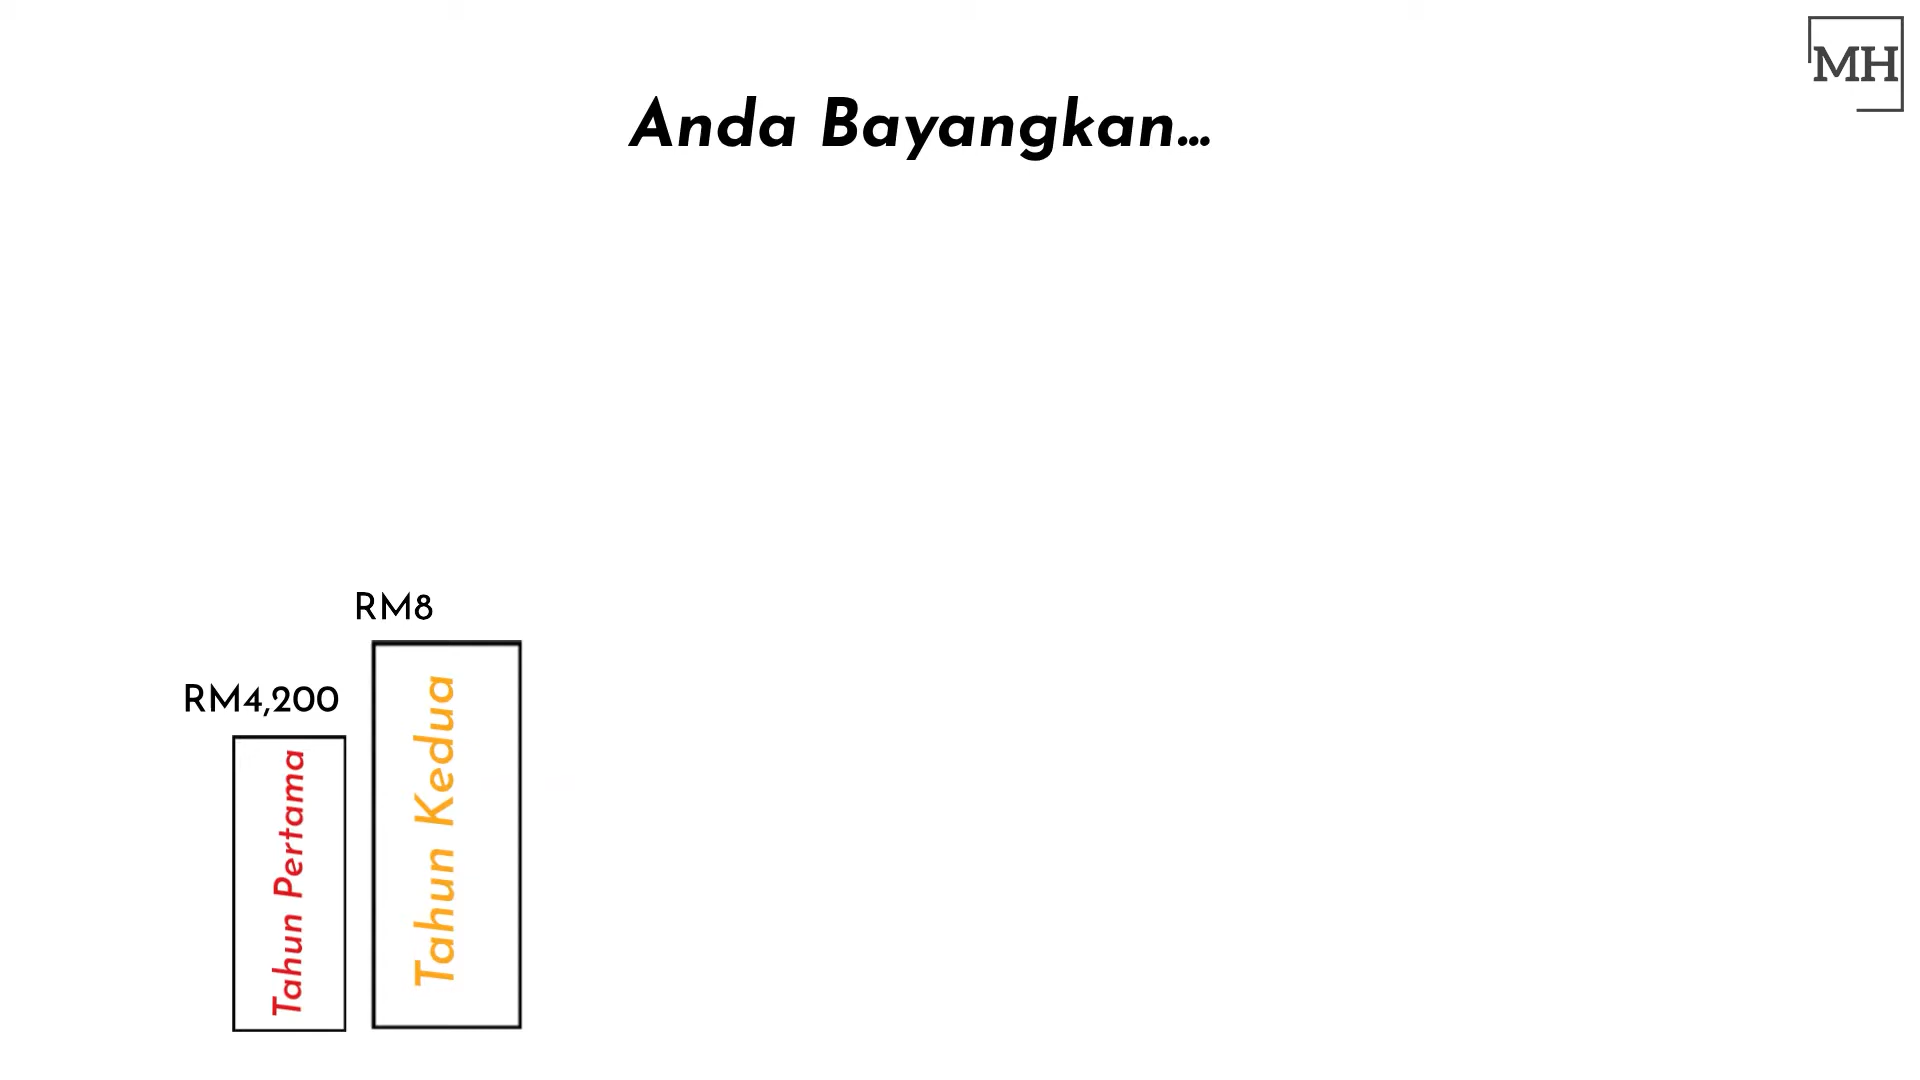 MH
Anda Bayangkan...
RM8
RM4,200
Tahun Pertama
Tahun Kedua